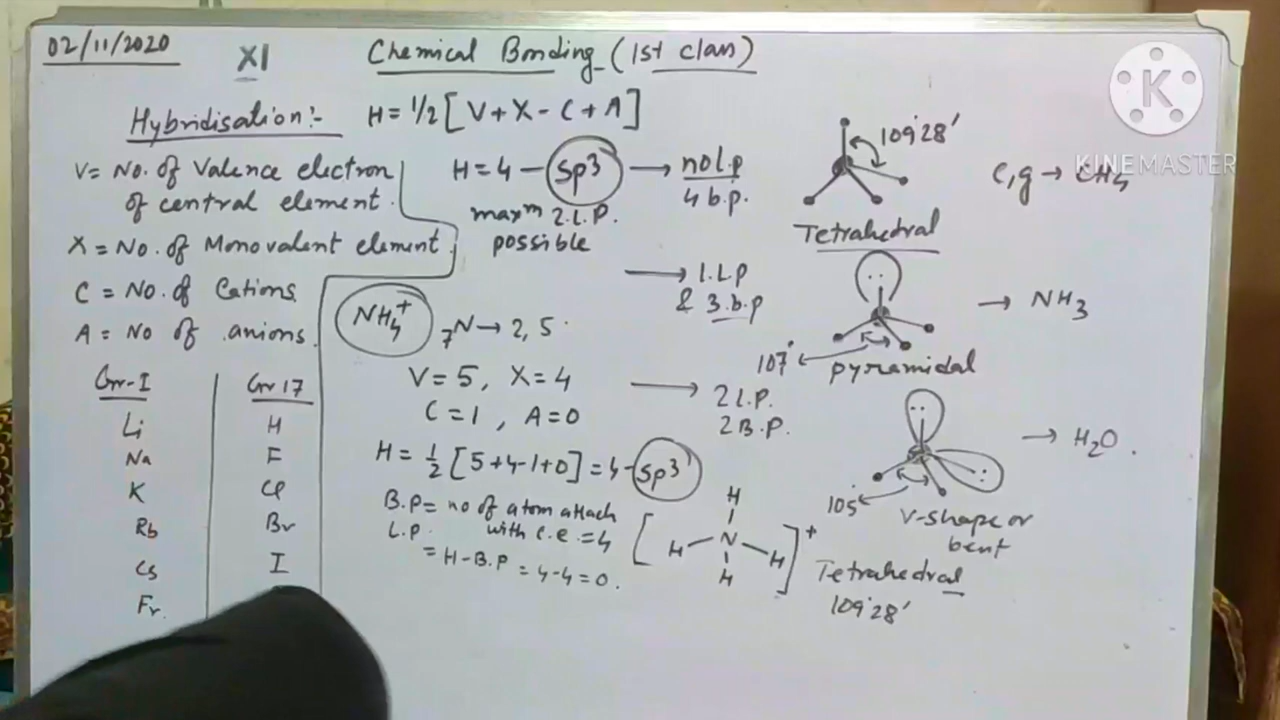 02/11/2020
XI
Chemical Bonding (1st class)
Hybridisation:- H = 1/2 [V+X-C+A]
V = No. of Valence electron
of central element.
X = No. of Monovalent element
C = No. of Cations.
A = No of anions.
Gr-I
Li
Na
K
Rb
Cs
Fr.
Gr 17
H
F
Cl
Br
I
H = 4 - Sp3 → no l.p
4 b.p.
maxm 2.L.P.
possible
→ 1.L.P
& 3.b.p
NH4+
7N → 2, 5.
V = 5, X = 4
C = 1, A = 0
→ 2 L.P.
2 B.P.
H = 1/2 [5+4-1+0] = 4 - Sp3
B.P = no of atom attach
with c.e. = 4
L.P.
= H-B.P = 4-4 = 0.
[
H
H N H
H
]+
Tetrahedral
109°28'
109°28'
Tetrahedral
e,g → CH4
..
→ NH3
107°
pyramidal
..
..
→ H2O.
105°
V-shape or
bent
K
KINEMASTER